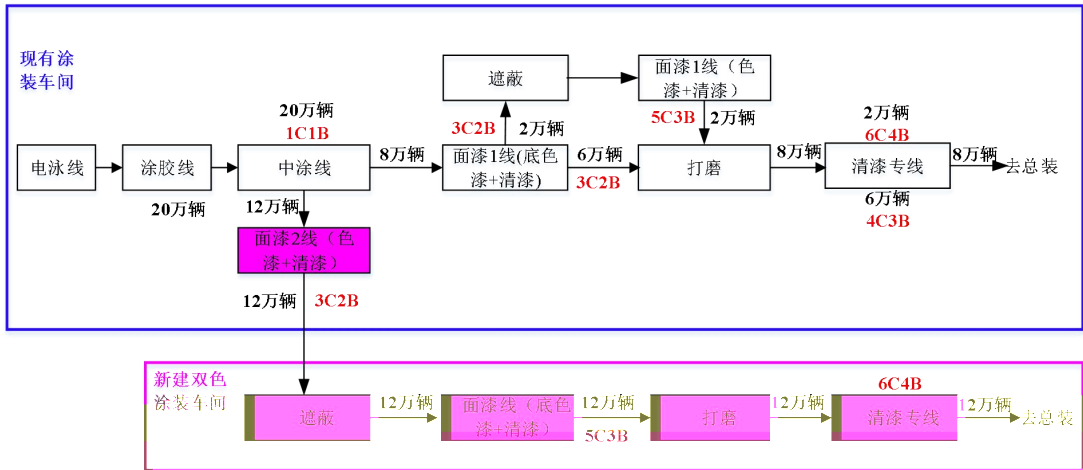 现有涂
装车间
遮蔽
面漆1线（色
漆+清漆）
20万辆
1C1B
3C2B
2万辆
5C3B
2万辆
2万辆
6C4B
电泳线
涂胶线
中涂线
8万辆
面漆1线(底色
漆+清漆)
6万辆
3C2B
打磨
8万辆
清漆专线
8万辆
去总装
20万辆
12万辆
6万辆
4C3B
面漆2线（色
漆+清漆）
12万辆
3C2B
新建双色
涂装车间
遮蔽
12万辆
面漆线（底色
漆+清漆）
12万辆
5C3B
打磨
12万辆
6C4B
清漆专线
12万辆
去总装